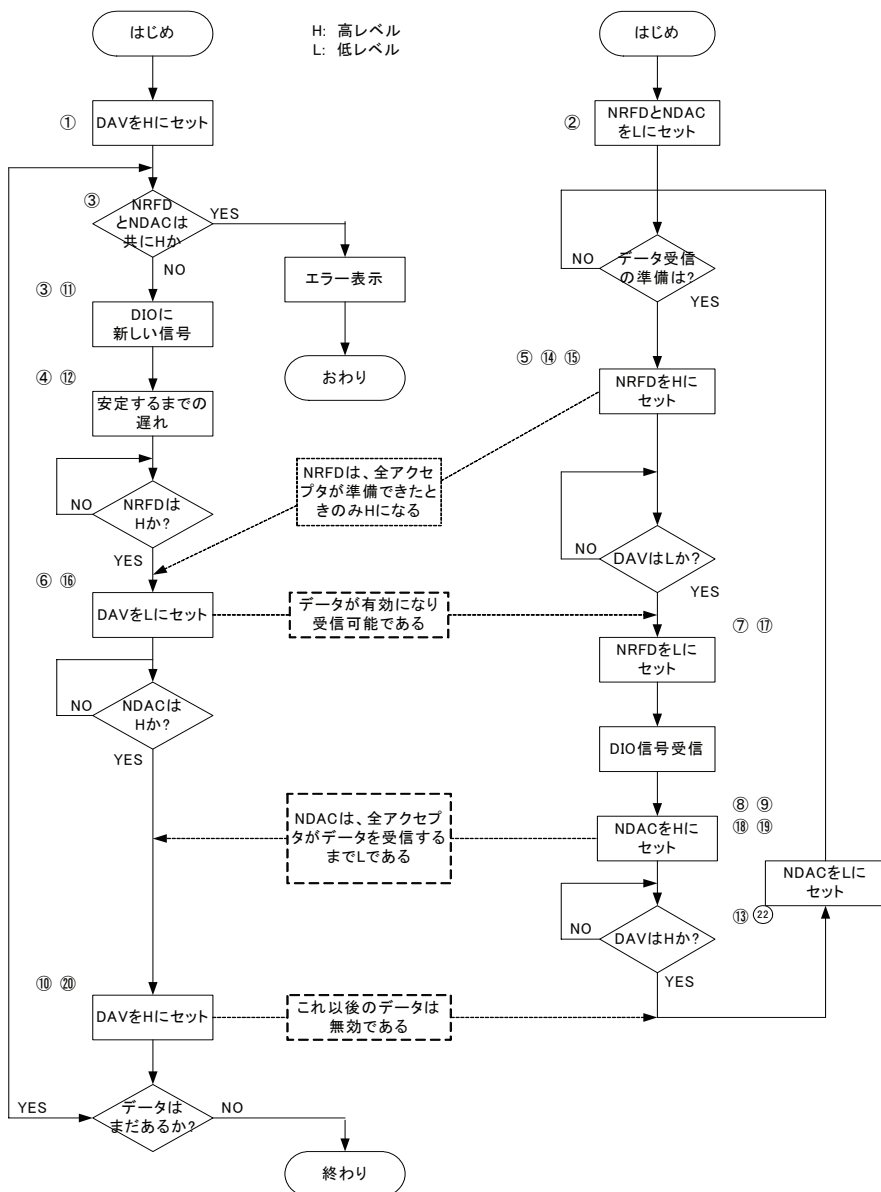 はじめ
H: 高レベル
L: 低レベル
はじめ
①
DAVをHにセット
②
NRFDとNDAC
をLにセット
③
NRFD
とNDACは
共にHか
YES
NO
エラー表示
おわり
NO
データ受信
の準備は?
YES
③ ⑪
DIOに
新しい信号
④ ⑫
安定するまでの
遅れ
⑤ ⑭ ⑮
NRFDをHに
セット
NRFDは、全アクセ
プタが準備できたと
きのみHになる
NO
NRFDは
Hか?
YES
NO
DAVはLか?
YES
⑥ ⑯
DAVをLにセット
データが有効になり
受信可能である
⑦ ⑰
NRFDをLに
セット
NO
NDACは
Hか?
YES
DIO信号受信
NDACは、全アクセプ
タがデータを受信する
までLである
⑧ ⑨
⑱ ⑲
NDACをHに
セット
NDACをLに
セット
⑬ ㉒
NO
DAVはHか?
YES
⑩ ⑳
DAVをHにセット
これ以後のデータは
無効である
YES
データは
まだあるか?
NO
終わり